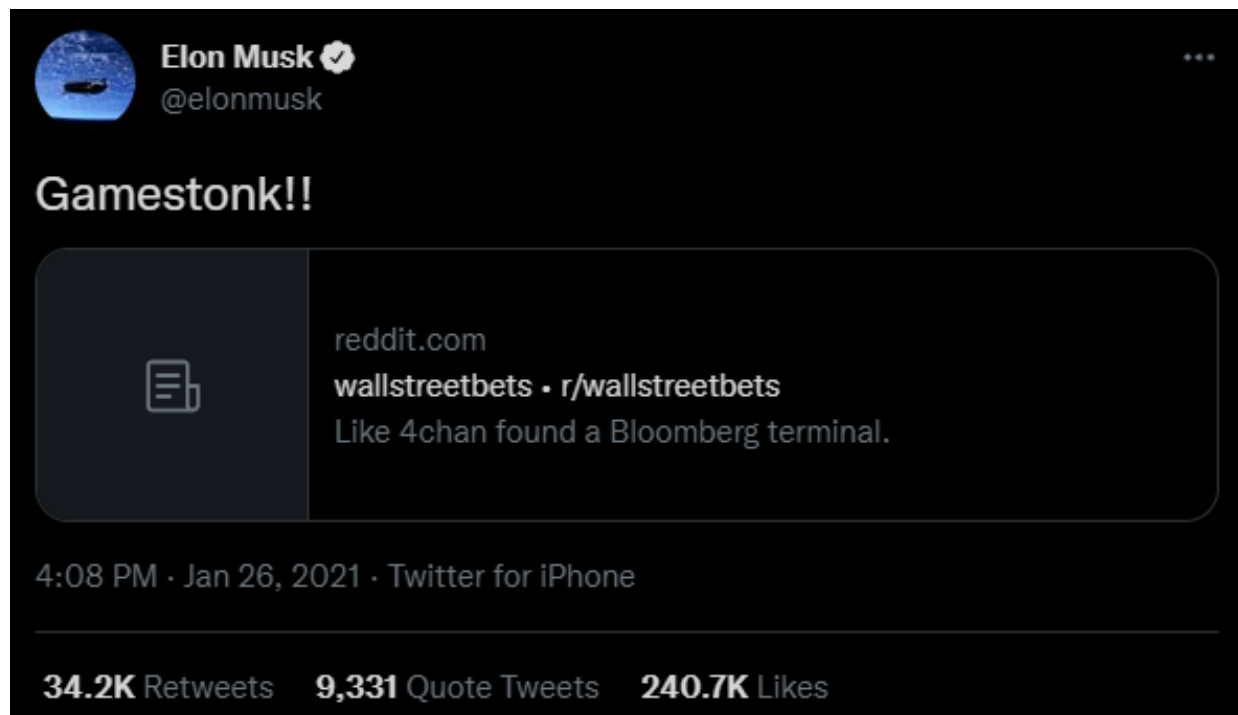 Elon Musk
@elonmusk
Gamestonk!!
reddit.com
wallstreetbets • r/wallstreetbets
Like 4chan found a Bloomberg terminal.
4:08 PM · Jan 26, 2021 · Twitter for iPhone
34.2K Retweets 9,331 Quote Tweets 240.7K Likes